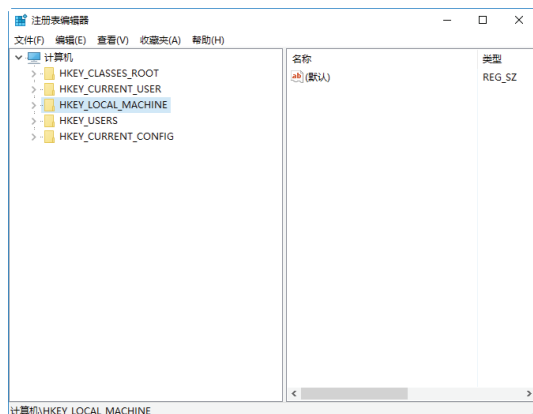 注册表编辑器
文件(F) 编辑(E) 查看(V) 收藏夹(A) 帮助(H)
计算机
HKEY_CLASSES_ROOT
HKEY_CURRENT_USER
HKEY_LOCAL_MACHINE
HKEY_USERS
HKEY_CURRENT_CONFIG
名称 类型
ab (默认) REG_SZ
计算机\HKEY_LOCAL_MACHINE